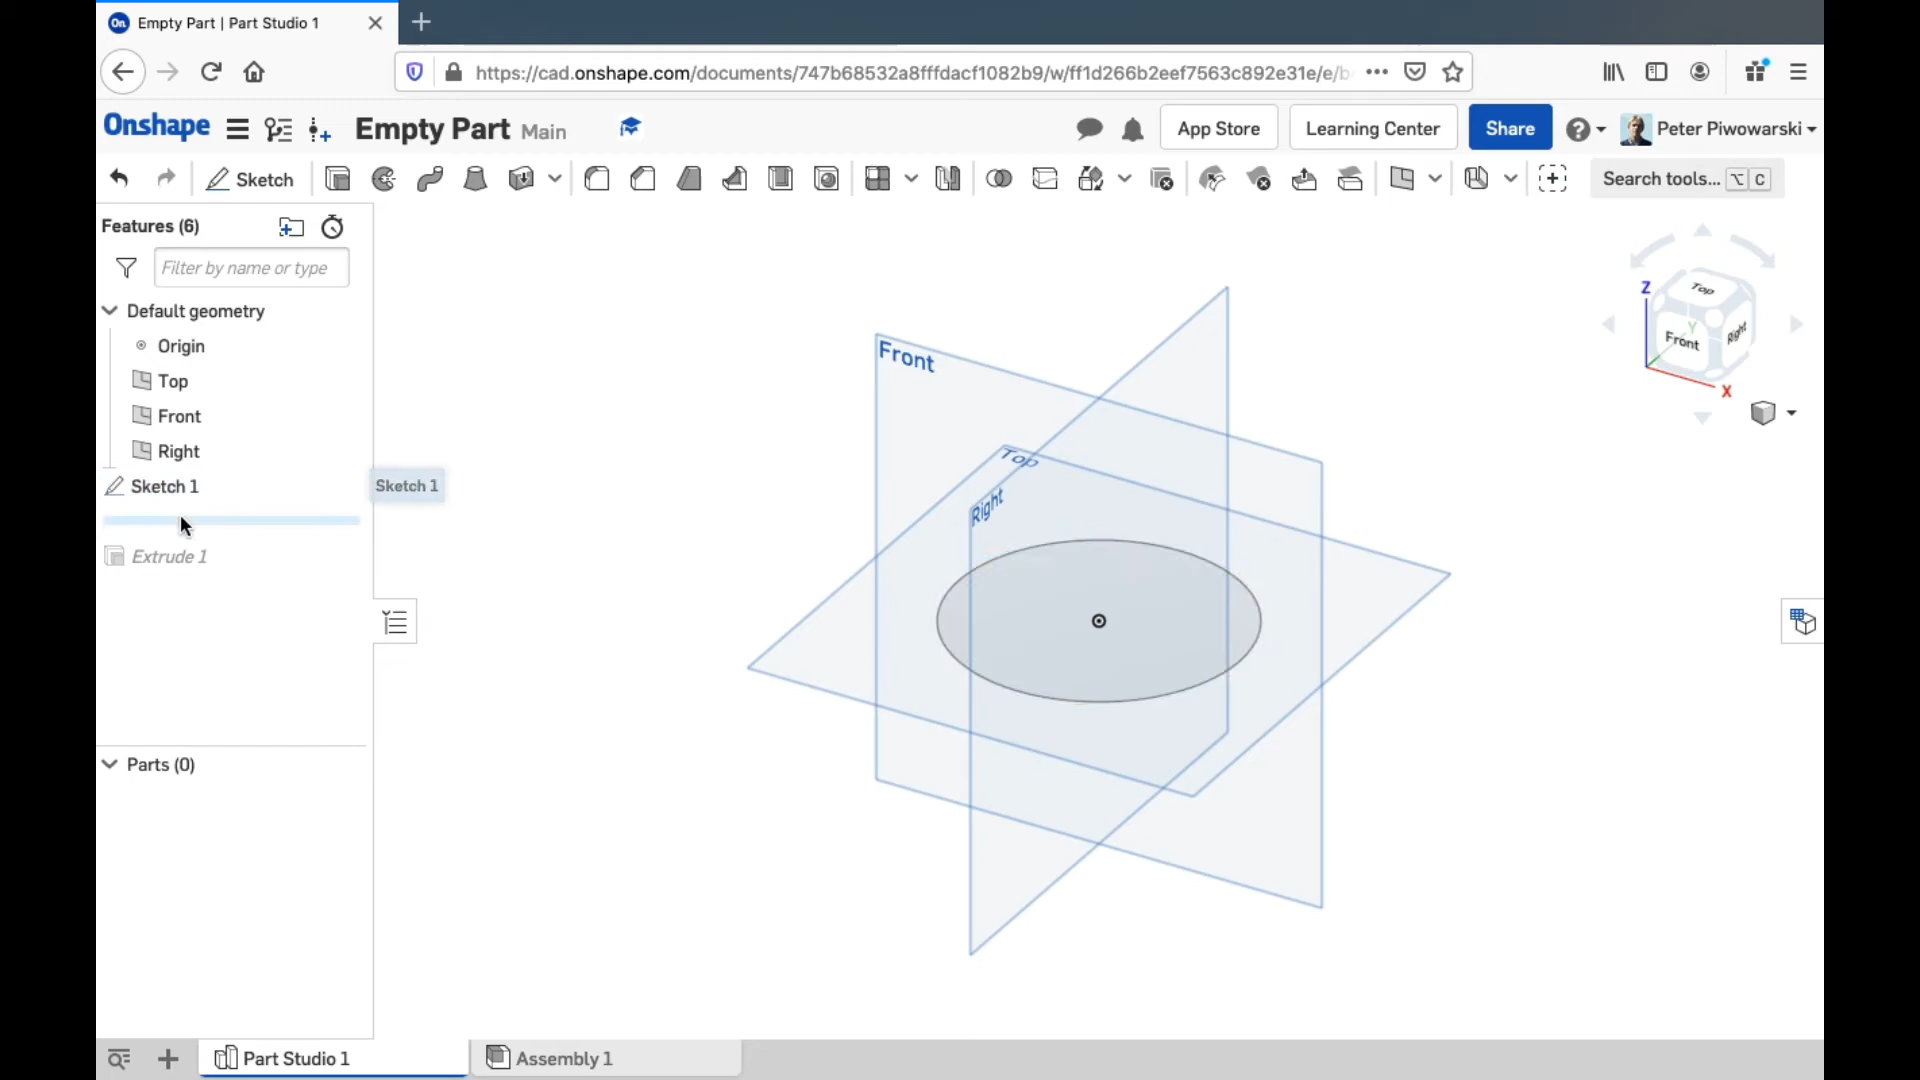 On Empty Part | Part Studio 1
https://cad.onshape.com/documents/747b68532a8fffdacf1082b9/w/ff1d266b2eef7563c892e31e/e/b
Onshape
Empty Part Main
App Store
Learning Center
Share
Peter Piwowarski
Sketch
Search tools... ⌥ C
Features (6)
Filter by name or type
Default geometry
Origin
Top
Front
Right
Sketch 1
Sketch 1
Extrude 1
Parts (0)
Front
Top
Right
Z
Top
Y
Front
Right
X
Part Studio 1
Assembly 1